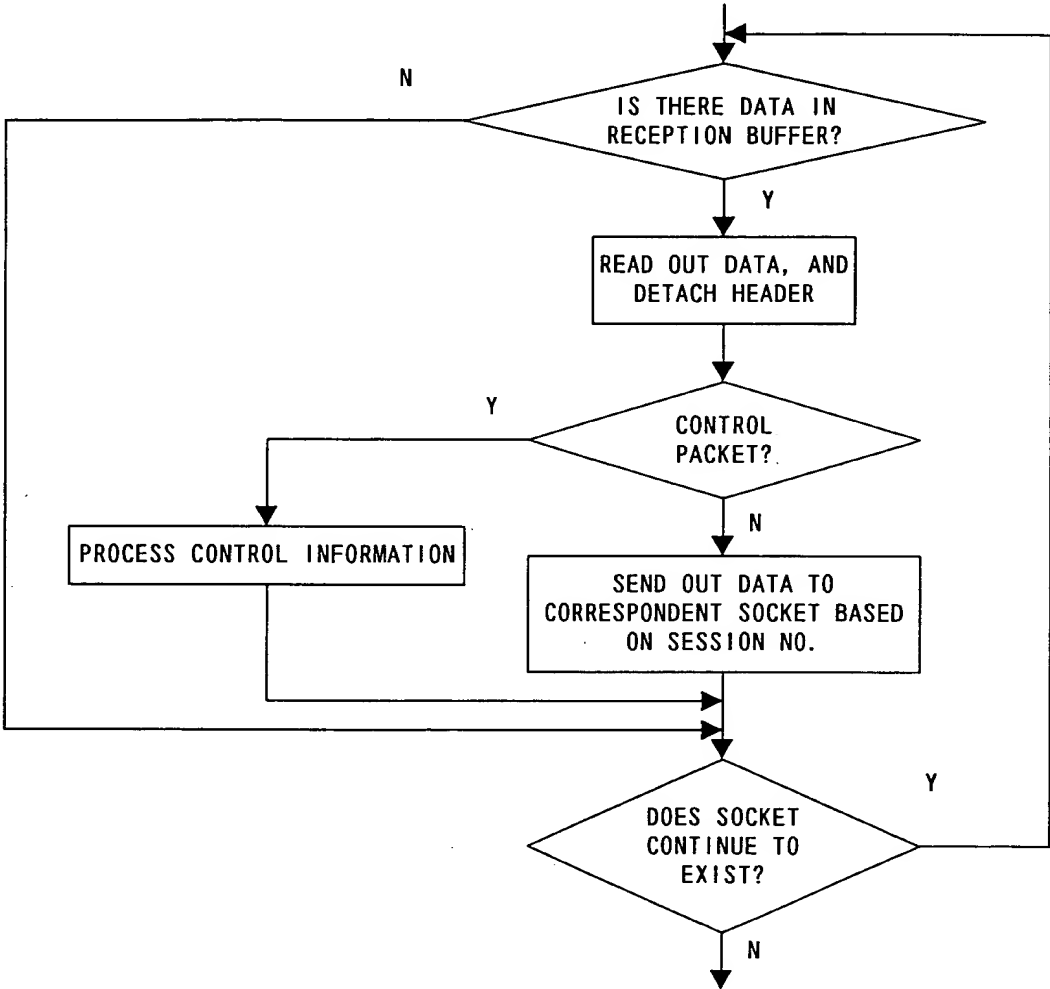 N
IS THERE DATA IN
RECEPTION BUFFER?
Y
READ OUT DATA, AND
DETACH HEADER
Y
CONTROL
PACKET?
N
PROCESS CONTROL INFORMATION
SEND OUT DATA TO
CORRESPONDENT SOCKET BASED
ON SESSION NO.
Y
DOES SOCKET
CONTINUE TO
EXIST?
N